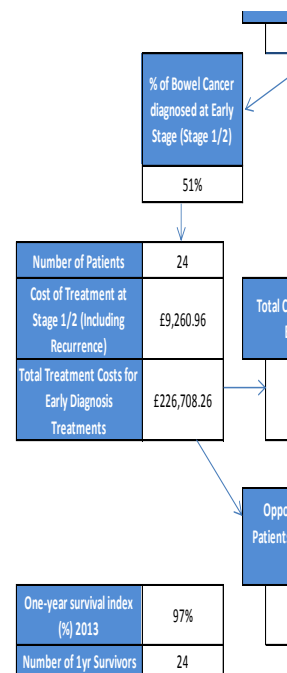 % of Bowel Cancer
diagnosed at Early
Stage (Stage 1/2)
51%
Number of Patients
24
Cost of Treatment at
Stage 1/2 (Including
Recurrence)
£9,260.96
Total Treatment Costs for
Early Diagnosis
Treatments
£226,708.26
Total
Patients
One-year survival index
(%) 2013
97%
Number of 1yr Survivors
24